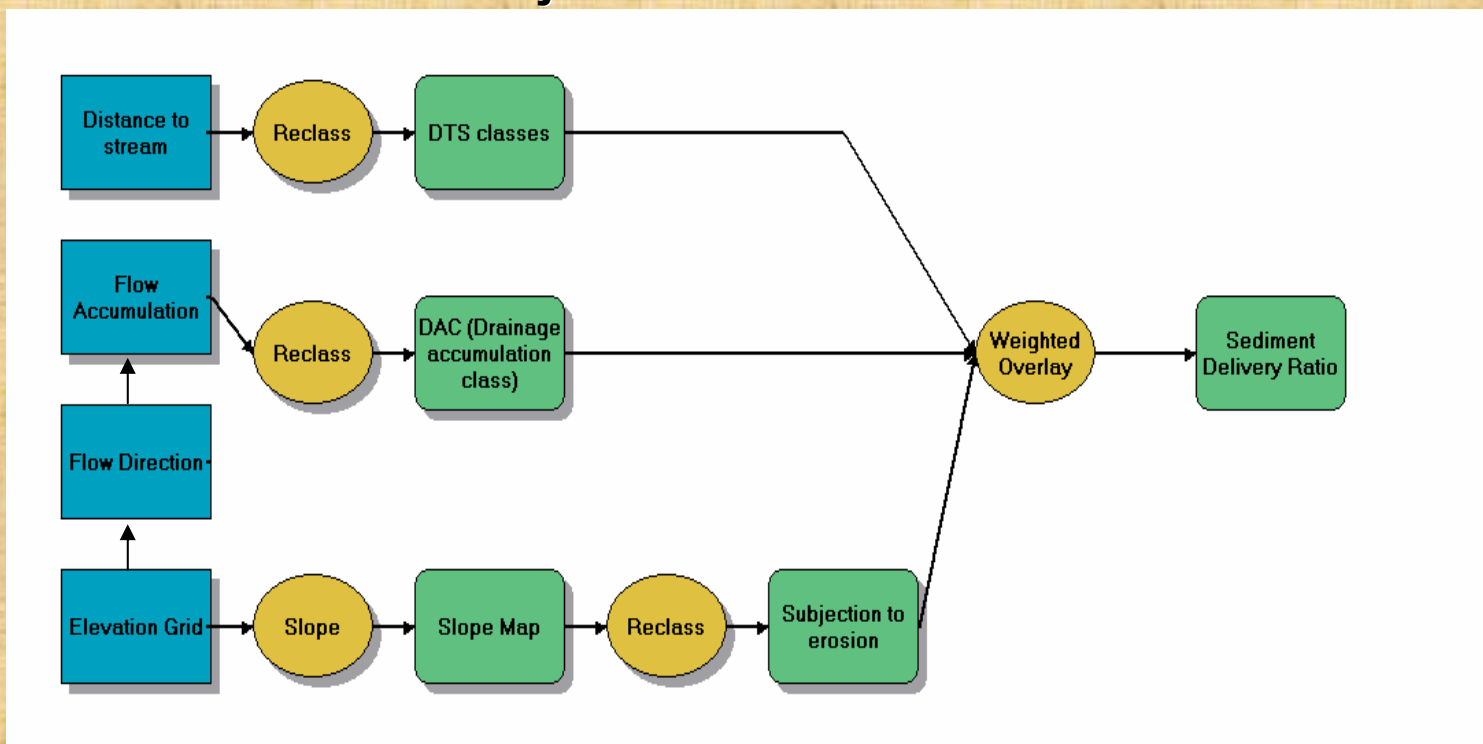 Distance to
stream
Reclass
DTS classes
Flow
Accumulation
Reclass
DAC (Drainage
accumulation
class)
Weighted
Overlay
Sediment
Delivery Ratio
Flow Direction
Elevation Grid
Slope
Slope Map
Reclass
Subjection to
erosion